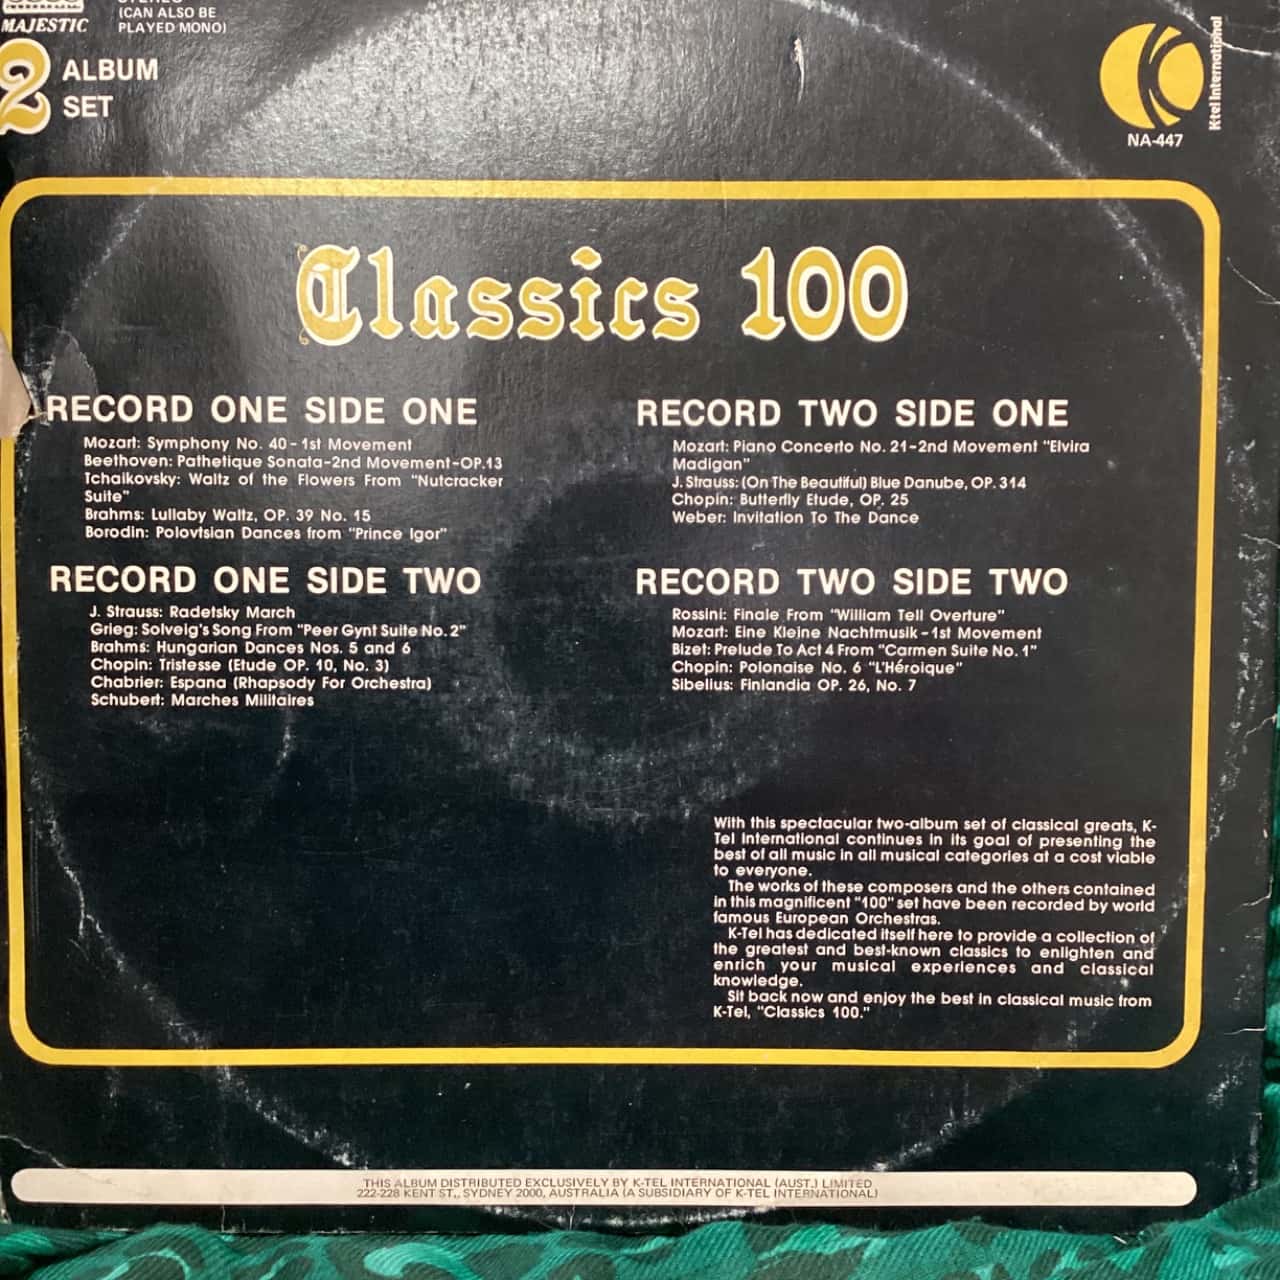 STEREO
(CAN ALSO BE
PLAYED MONO)
MAJESTIC
2 ALBUM
SET
K-tel International
NA-447
Classics 100
RECORD ONE SIDE ONE
Mozart: Symphony No. 40-1st Movement
Beethoven: Pathetique Sonata-2nd Movement-OP.13
Tchaikovsky: Waltz of the Flowers From "Nutcracker
Suite"
Brahms: Lullaby Waltz, OP. 39 No. 15
Borodin: Polovtsian Dances from "Prince Igor"
RECORD ONE SIDE TWO
J. Strauss: Radetsky March
Grieg: Solveig's Song From "Peer Gynt Suite No. 2"
Brahms: Hungarian Dances Nos. 5 and 6
Chopin: Tristesse (Etude OP. 10, No. 3)
Chabrier: Espana (Rhapsody For Orchestra)
Schubert: Marches Militaires
RECORD TWO SIDE ONE
Mozart: Piano Concerto No. 21-2nd Movement "Elvira
Madigan"
J. Strauss: (On The Beautiful) Blue Danube, OP. 314
Chopin: Butterfly Etude, OP. 25
Weber: Invitation To The Dance
RECORD TWO SIDE TWO
Rossini: Finale From "William Tell Overture"
Mozart: Eine Kleine Nachtmusik-1st Movement
Bizet: Prelude To Act 4 From "Carmen Suite No. 1"
Chopin: Polonaise No. 6 "L'Héroique"
Sibelius: Finlandia OP. 26, No. 7
With this spectacular two-album set of classical greats, K-
Tel International continues in its goal of presenting the
best of all music in all musical categories at a cost viable
to everyone.
The works of these composers and the others contained
in this magnificent "100" set have been recorded by world
famous European Orchestras.
K-Tel has dedicated itself here to provide a collection of
the greatest and best-known classics to enlighten and
enrich your musical experiences and classical
knowledge.
Sit back now and enjoy the best in classical music from
K-Tel, "Classics 100."
THIS ALBUM DISTRIBUTED EXCLUSIVELY BY K-TEL INTERNATIONAL (AUST.) LIMITED
222-228 KENT ST., SYDNEY 2000, AUSTRALIA (A SUBSIDIARY OF K-TEL INTERNATIONAL)